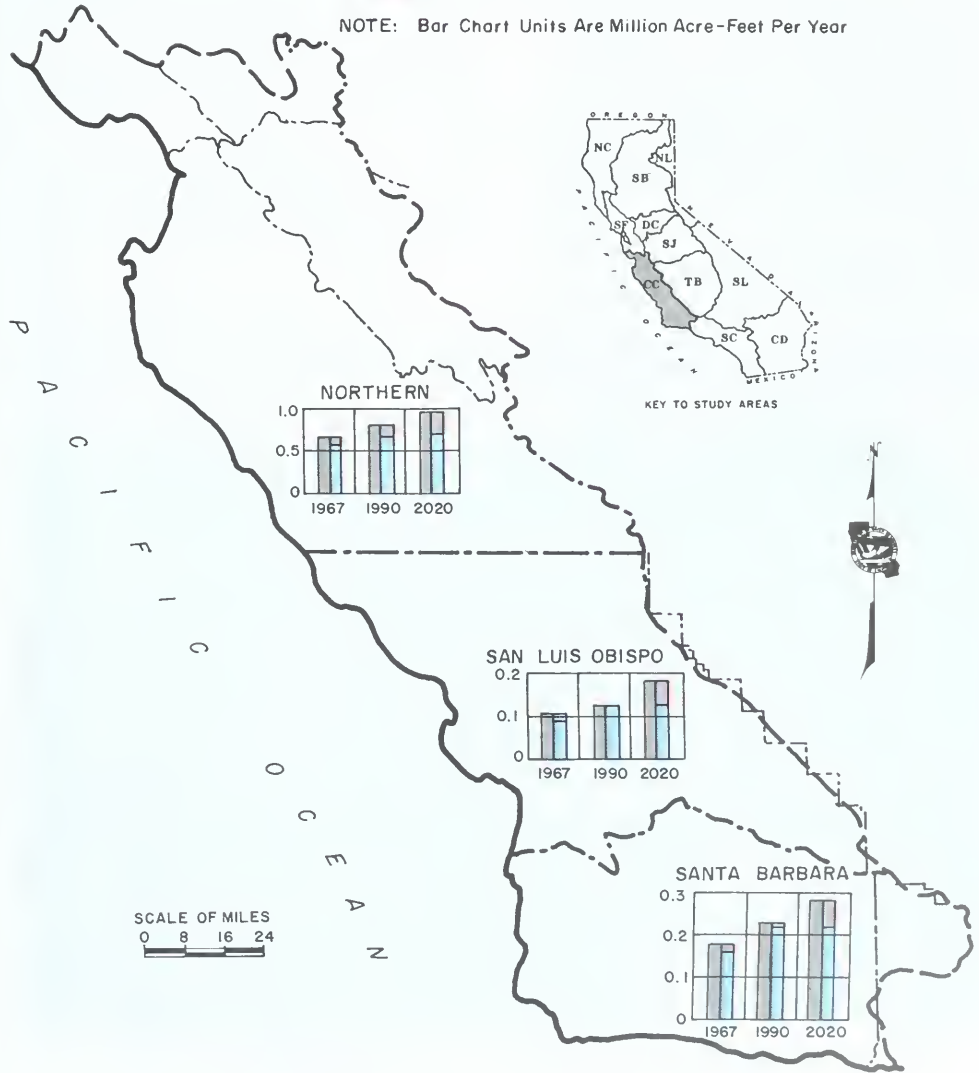 NOTE: Bar Chart Units Are Million Acre-Feet Per Year
OREGON
NC
NL
SB
NEVADA
SF
DC
SJ
PACIFIC OCEAN
CC
TB
SL
SC
CD
ARIZONA
MEXICO
KEY TO STUDY AREAS
PACIFIC OCEAN
NORTHERN
1.0
0.5
0
1967 1990 2020
N
SAN LUIS OBISPO
0.2
0.1
0
1967 1990 2020
SANTA BARBARA
0.3
0.2
0.1
0
1967 1990 2020
SCALE OF MILES
0 8 16 24